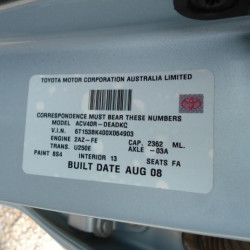 TOYOTA MOTOR CORPORATION AUSTRALIA LIMITED
CORRESPONDENCE MUST BEAR THESE NUMBERS
MODEL ACV40R-DEADKC
V.I.N. 6T153BK400X064903
ENGINE 2AZ-FE CAP. 2362 ML.
TRANS. U250E AXLE -03A
PAINT 8S4 INTERIOR 13 SEATS FA
BUILT DATE AUG 08